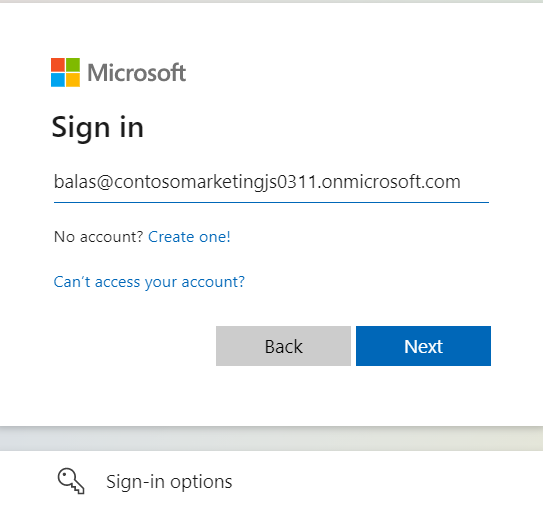 Microsoft
Sign in
balas@contosomarketingjs0311.onmicrosoft.com
No account? Create one!
Can't access your account?
Back Next
Sign-in options